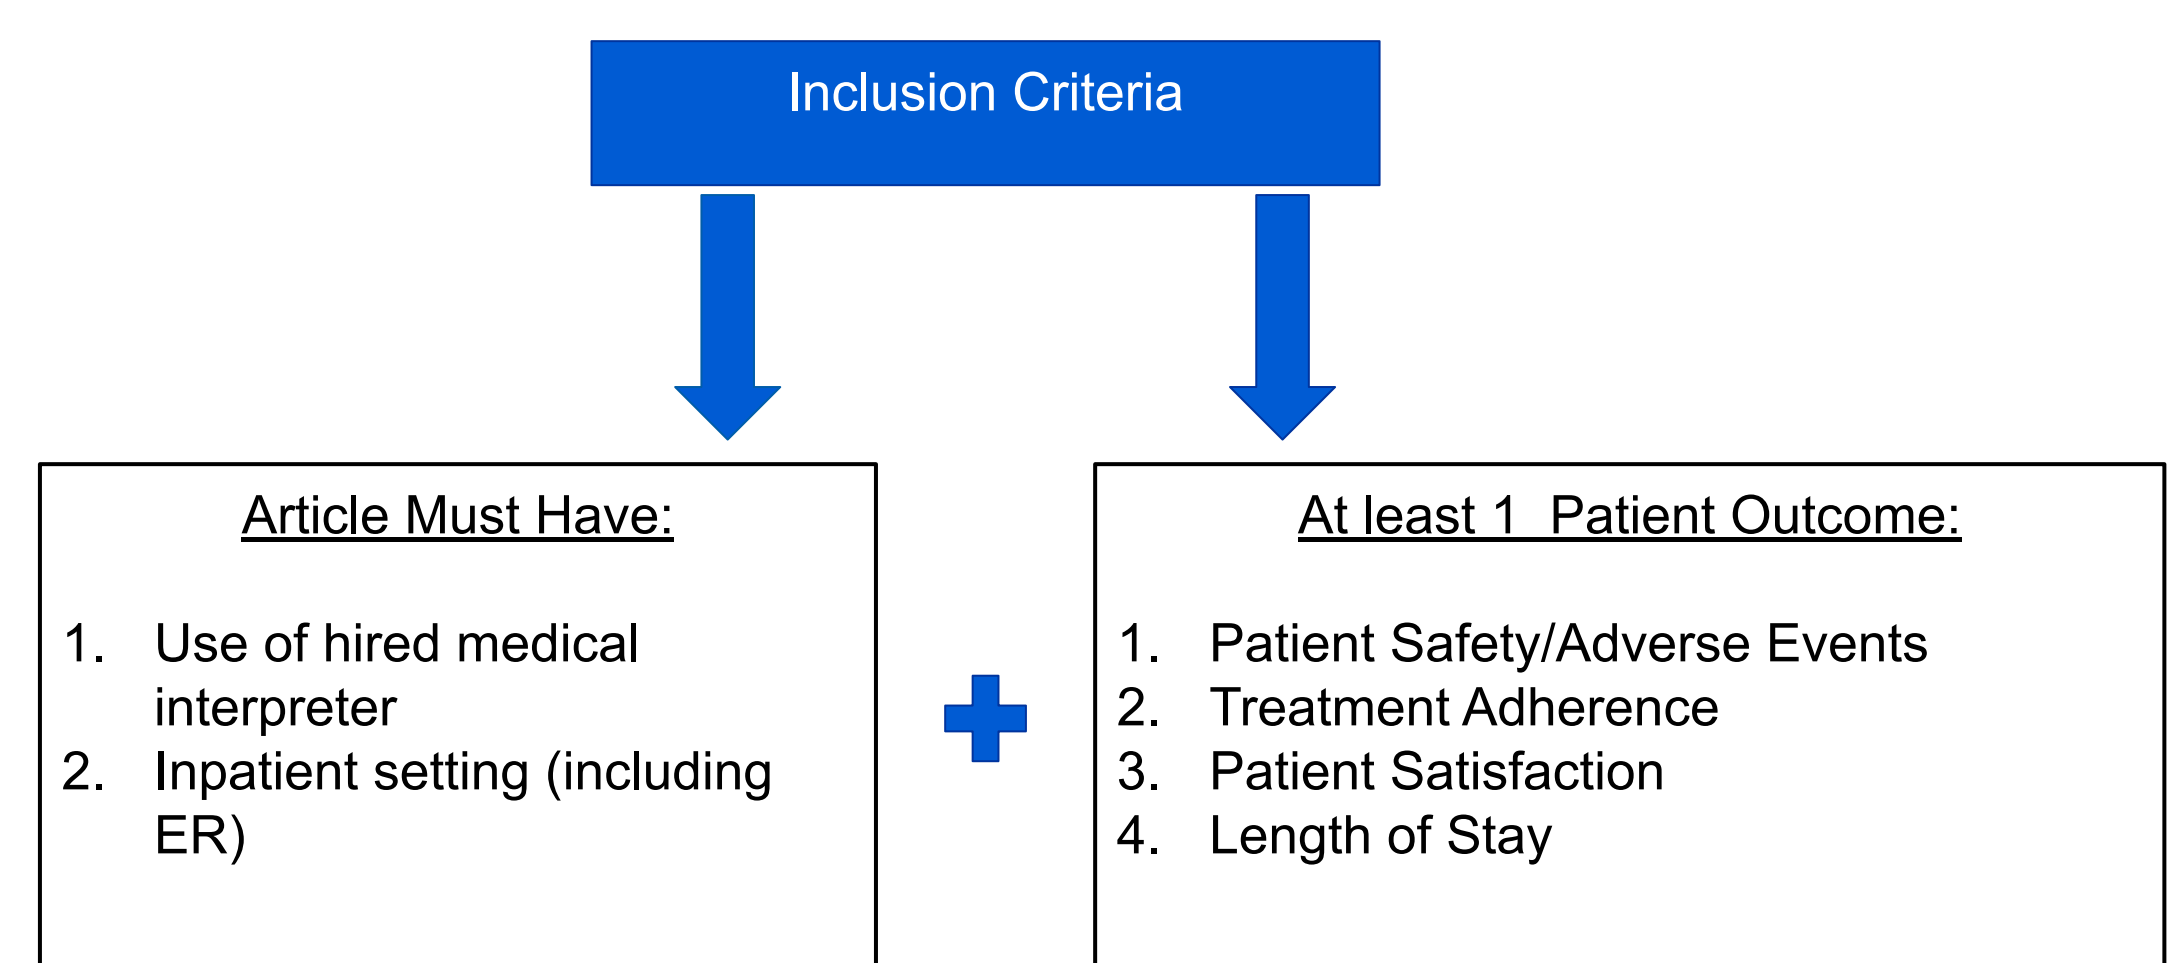 Inclusion Criteria
Article Must Have:
1. Use of hired medical
interpreter
2. Inpatient setting (including
ER)
At least 1  Patient Outcome:
1. Patient Safety/Adverse Events
2. Treatment Adherence
3. Patient Satisfaction
4. Length of Stay